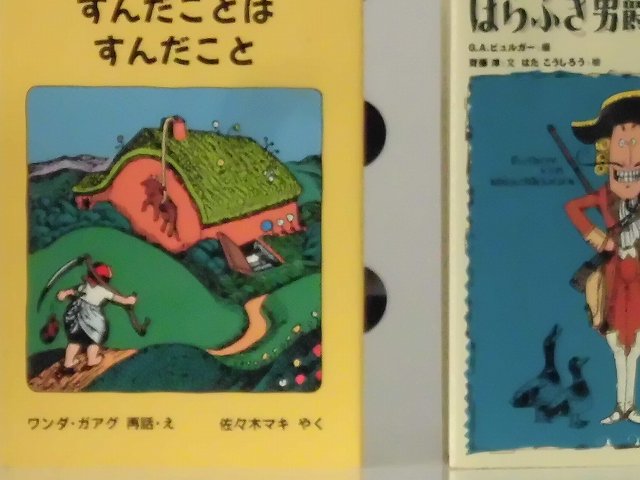 すんだことは
すんだこと
ワンダ・ガアグ 再話・え 佐々木マキ やく
ほらふき男爵
G.A.ビュルガー 編
斉藤 洋 文 はた こうしろう 絵